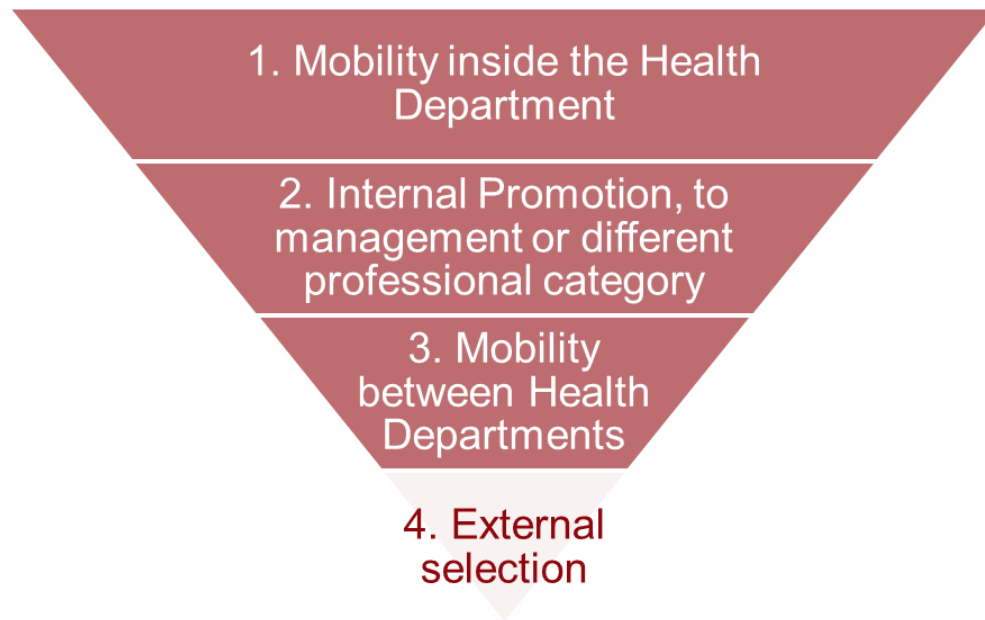 1. Mobility inside the Health
Department
2. Internal Promotion, to
management or different
professional category
3. Mobility
between Health
Departments
4. External
selection